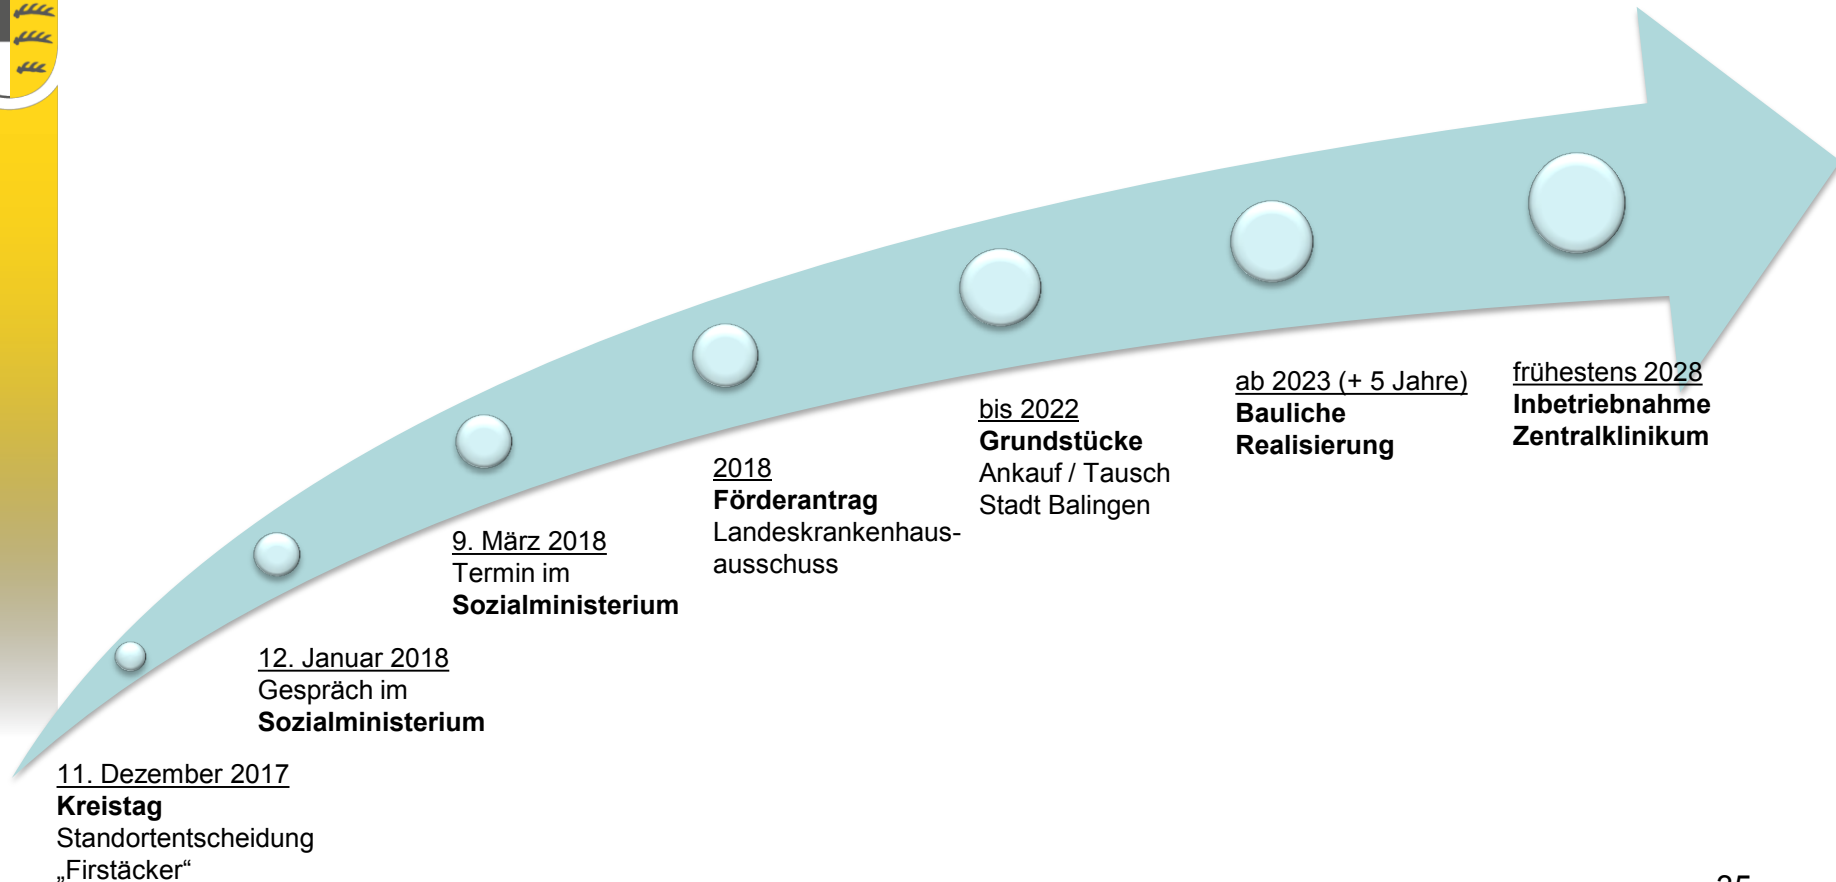 11. Dezember 2017
Kreistag
Standortentscheidung
„Firstäcker“
12. Januar 2018
Gespräch im
Sozialministerium
9. März 2018
Termin im
Sozialministerium
2018
Förderantrag
Landeskrankenhaus-
ausschuss
bis 2022
Grundstücke
Ankauf / Tausch
Stadt Balingen
ab 2023 (+ 5 Jahre)
Bauliche
Realisierung
frühestens 2028
Inbetriebnahme
Zentralklinikum